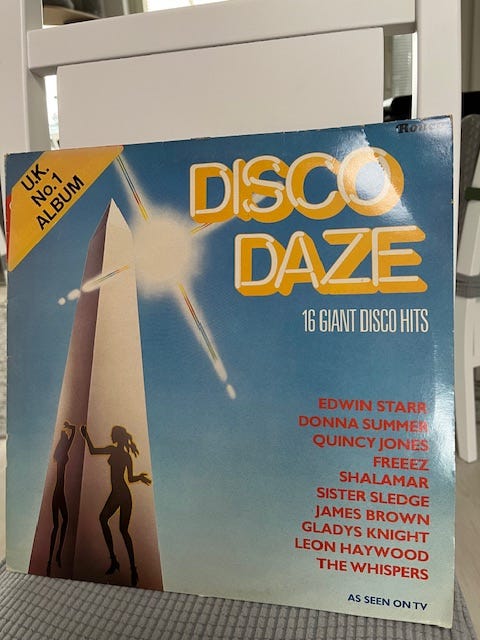 Ronco
U.K.
No.1
ALBUM
DISCO
DAZE
16 GIANT DISCO HITS
EDWIN STARR
DONNA SUMMER
QUINCY JONES
FREEEZ
SHALAMAR
SISTER SLEDGE
JAMES BROWN
GLADYS KNIGHT
LEON HAYWOOD
THE WHISPERS
AS SEEN ON TV